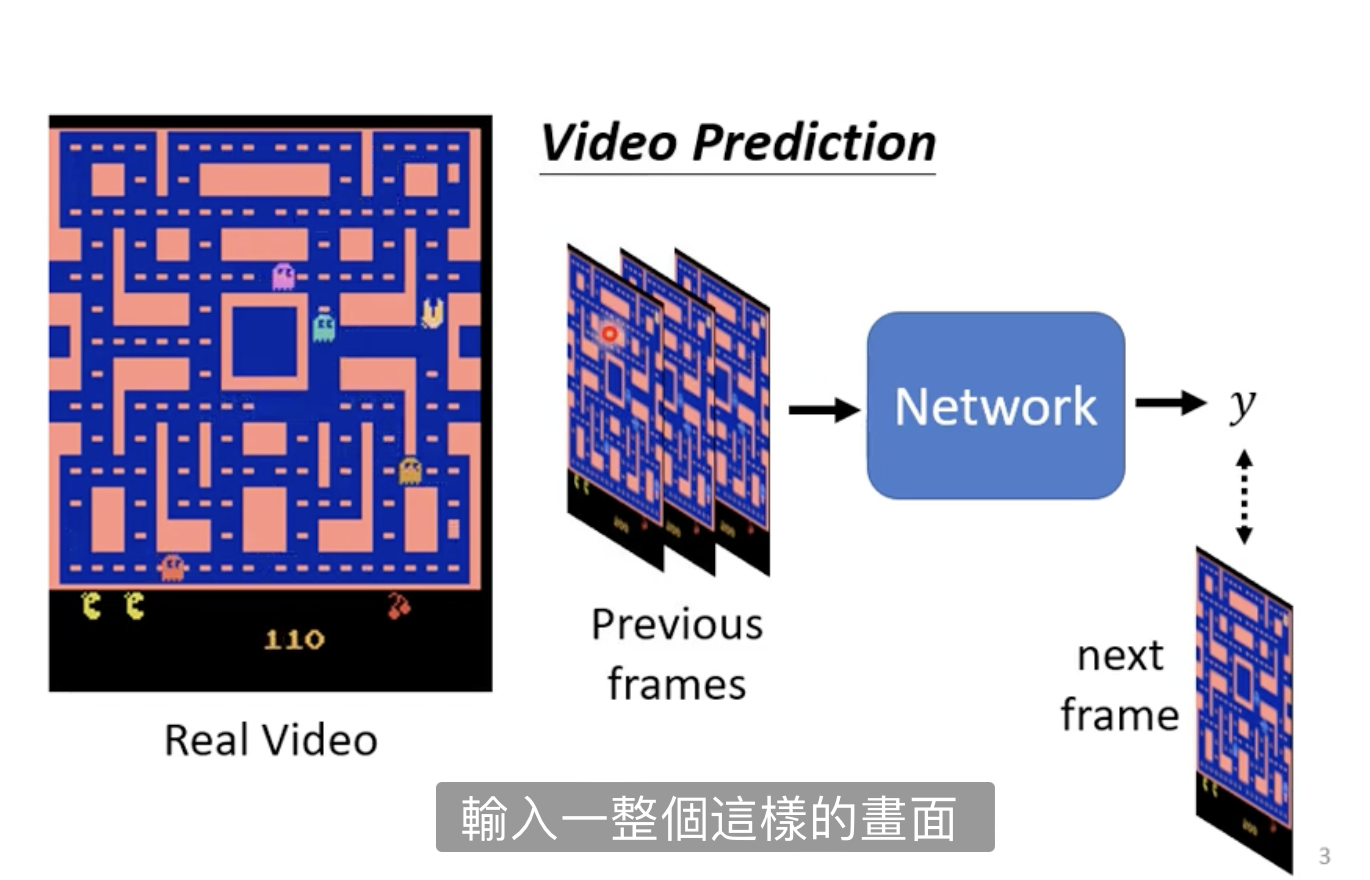 Video Prediction
110
Real Video
Previous
frames
Network
y
next
frame
輸入一整個這樣的畫面
3